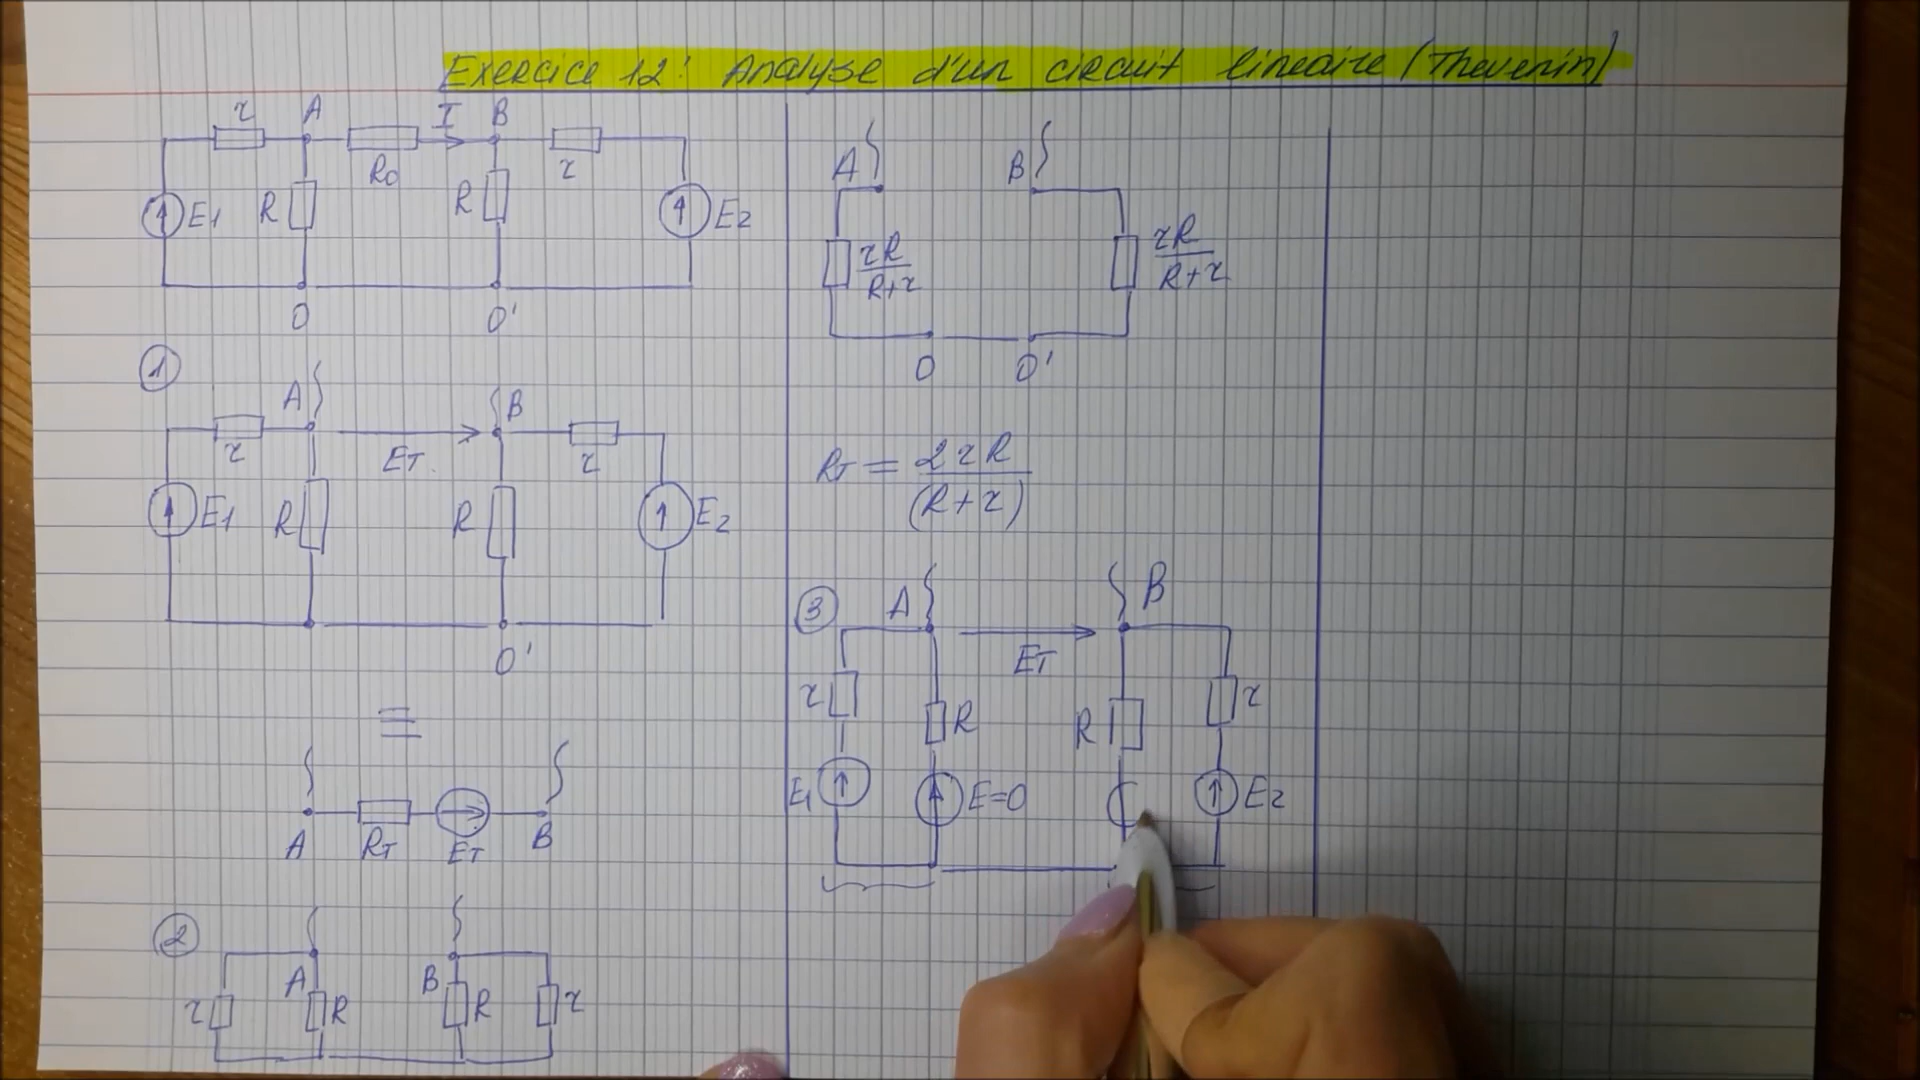 Exercice 12: Analyse d'un circuit lineaire (Thevenin)
r A I B
R0 r
E1 R R E2
O O'
1
A B
r ET. r
E1 R R E2
O'
≡
A RT ET B
2
A B
r R R r
A B
rR/R+r rR/R+r
O O'
RT = 2rR/(R+r)
3 A B
ET
r R R r
E1 E=0 E2